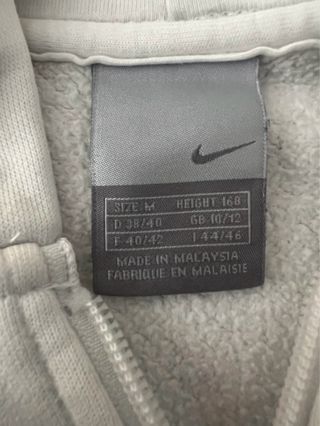 SIZE M HEIGHT 168
D 38/40 GB 10/12
F 40/42 I 44/46
MADE IN MALAYSIA
FABRIQUE EN MALAISIE